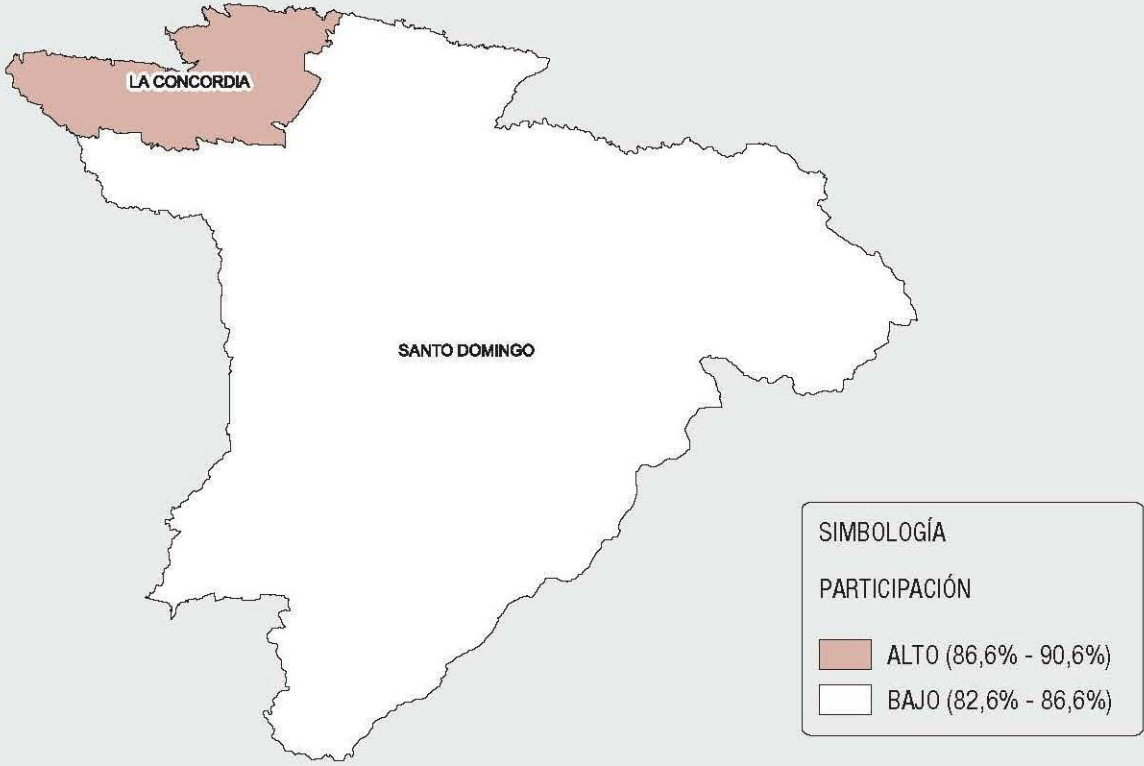 LA CONCORDIA
SANTO DOMINGO
SIMBOLOGÍA
PARTICIPACIÓN
ALTO (86,6% - 90,6%)
BAJO (82,6% - 86,6%)